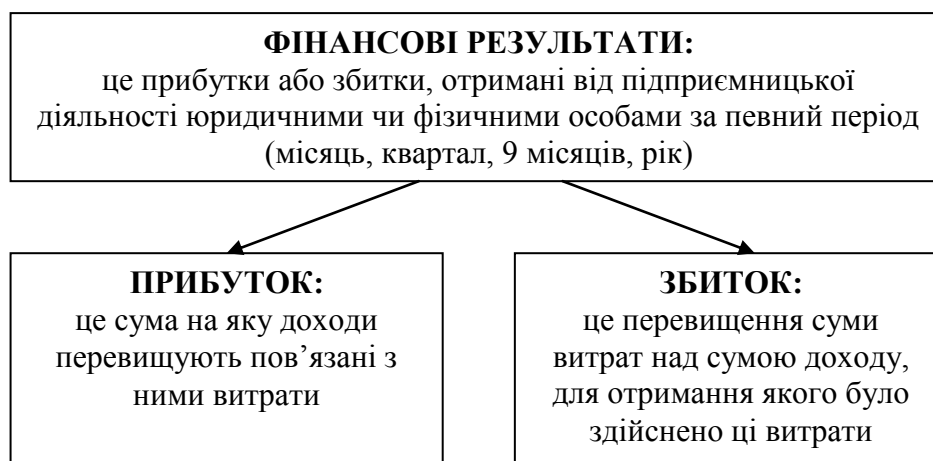 ФІНАНСОВІ РЕЗУЛЬТАТИ:
це прибутки або збитки, отримані від підприємницької
діяльності юридичними чи фізичними особами за певний період
(місяць, квартал, 9 місяців, рік)
ПРИБУТОК:
це сума на яку доходи
перевищують пов’язані з
ними витрати
ЗБИТОК:
це перевищення суми
витрат над сумою доходу,
для отримання якого було
здійснено ці витрати